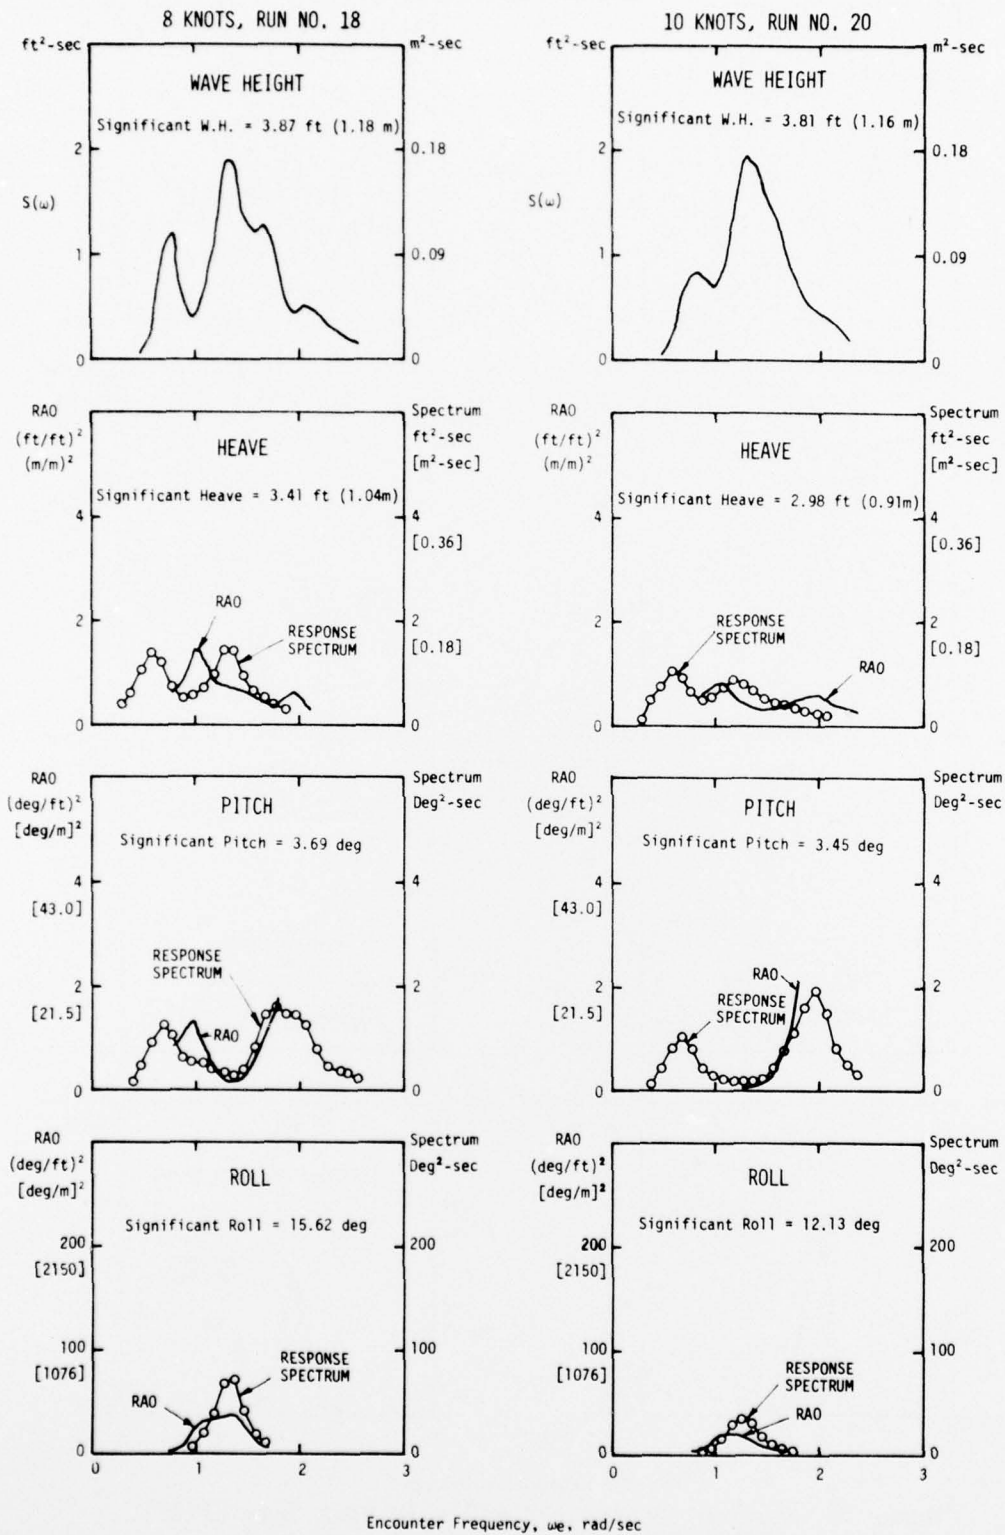 8 KNOTS, RUN NO. 18
10 KNOTS, RUN NO. 20
ft²-sec
m²-sec
WAVE HEIGHT
Significant W.H. = 3.87 ft (1.18 m)
2
0.18
S(ω)
1
0.09
0
0
ft²-sec
m²-sec
WAVE HEIGHT
Significant W.H. = 3.81 ft (1.16 m)
2
0.18
S(ω)
1
0.09
0
0
RAO
(ft/ft)²
(m/m)²
Spectrum
ft²-sec
[m²-sec]
HEAVE
Significant Heave = 3.41 ft (1.04m)
4
4
[0.36]
RAO
RESPONSE
SPECTRUM
2
2
[0.18]
0
0
RAO
(ft/ft)²
(m/m)²
Spectrum
ft²-sec
[m²-sec]
HEAVE
Significant Heave = 2.98 ft (0.91m)
4
4
[0.36]
RESPONSE
SPECTRUM
RAO
2
2
[0.18]
0
0
RAO
(deg/ft)²
[deg/m]²
Spectrum
Deg²-sec
PITCH
Significant Pitch = 3.69 deg
4
4
[43.0]
RESPONSE
SPECTRUM
2
2
[21.5]
RAO
0
0
RAO
(deg/ft)²
[deg/m]²
Spectrum
Deg²-sec
PITCH
Significant Pitch = 3.45 deg
4
4
[43.0]
RAO
RESPONSE
SPECTRUM
2
2
[21.5]
0
0
RAO
(deg/ft)²
[deg/m]²
Spectrum
Deg²-sec
ROLL
Significant Roll = 15.62 deg
200
200
[2150]
100
100
[1076]
RESPONSE
SPECTRUM
RAO
0
0
0 1 2 3
RAO
(deg/ft)²
[deg/m]²
Spectrum
Deg²-sec
ROLL
Significant Roll = 12.13 deg
200
200
[2150]
100
100
[1076]
RESPONSE
SPECTRUM
RAO
0
0
0 1 2 3
Encounter Frequency, ωe, rad/sec